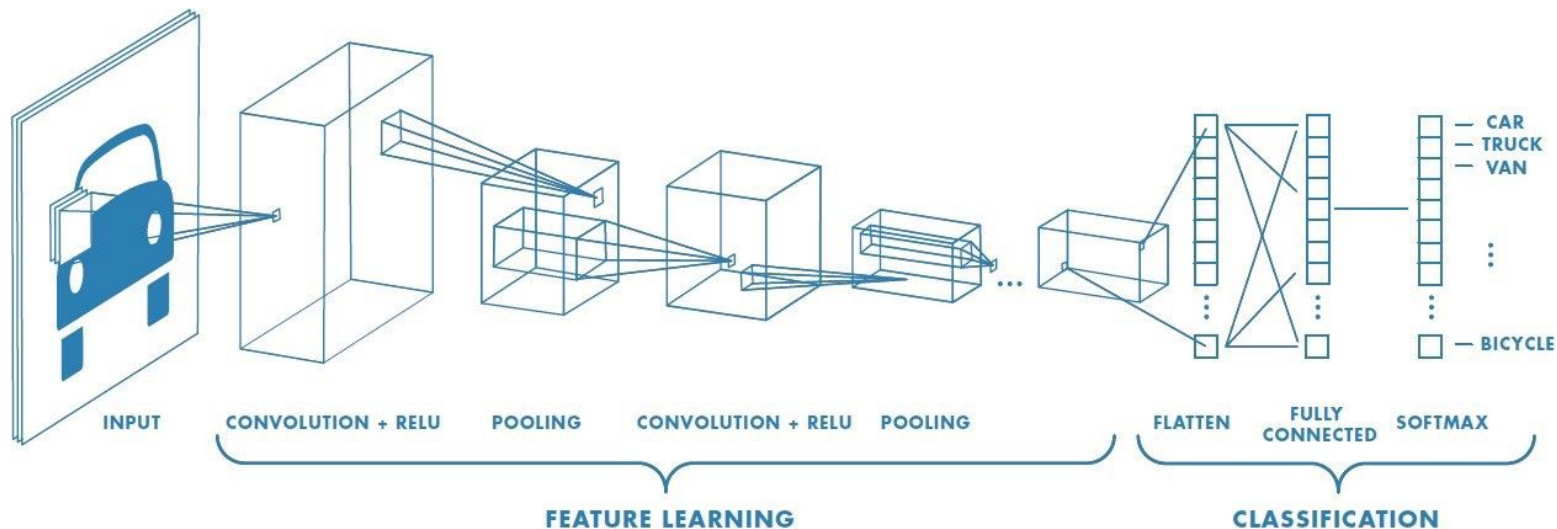 CAR
TRUCK
VAN
BICYCLE
INPUT
CONVOLUTION + RELU
POOLING
CONVOLUTION + RELU
POOLING
FLATTEN
FULLY
CONNECTED
SOFTMAX
FEATURE LEARNING
CLASSIFICATION